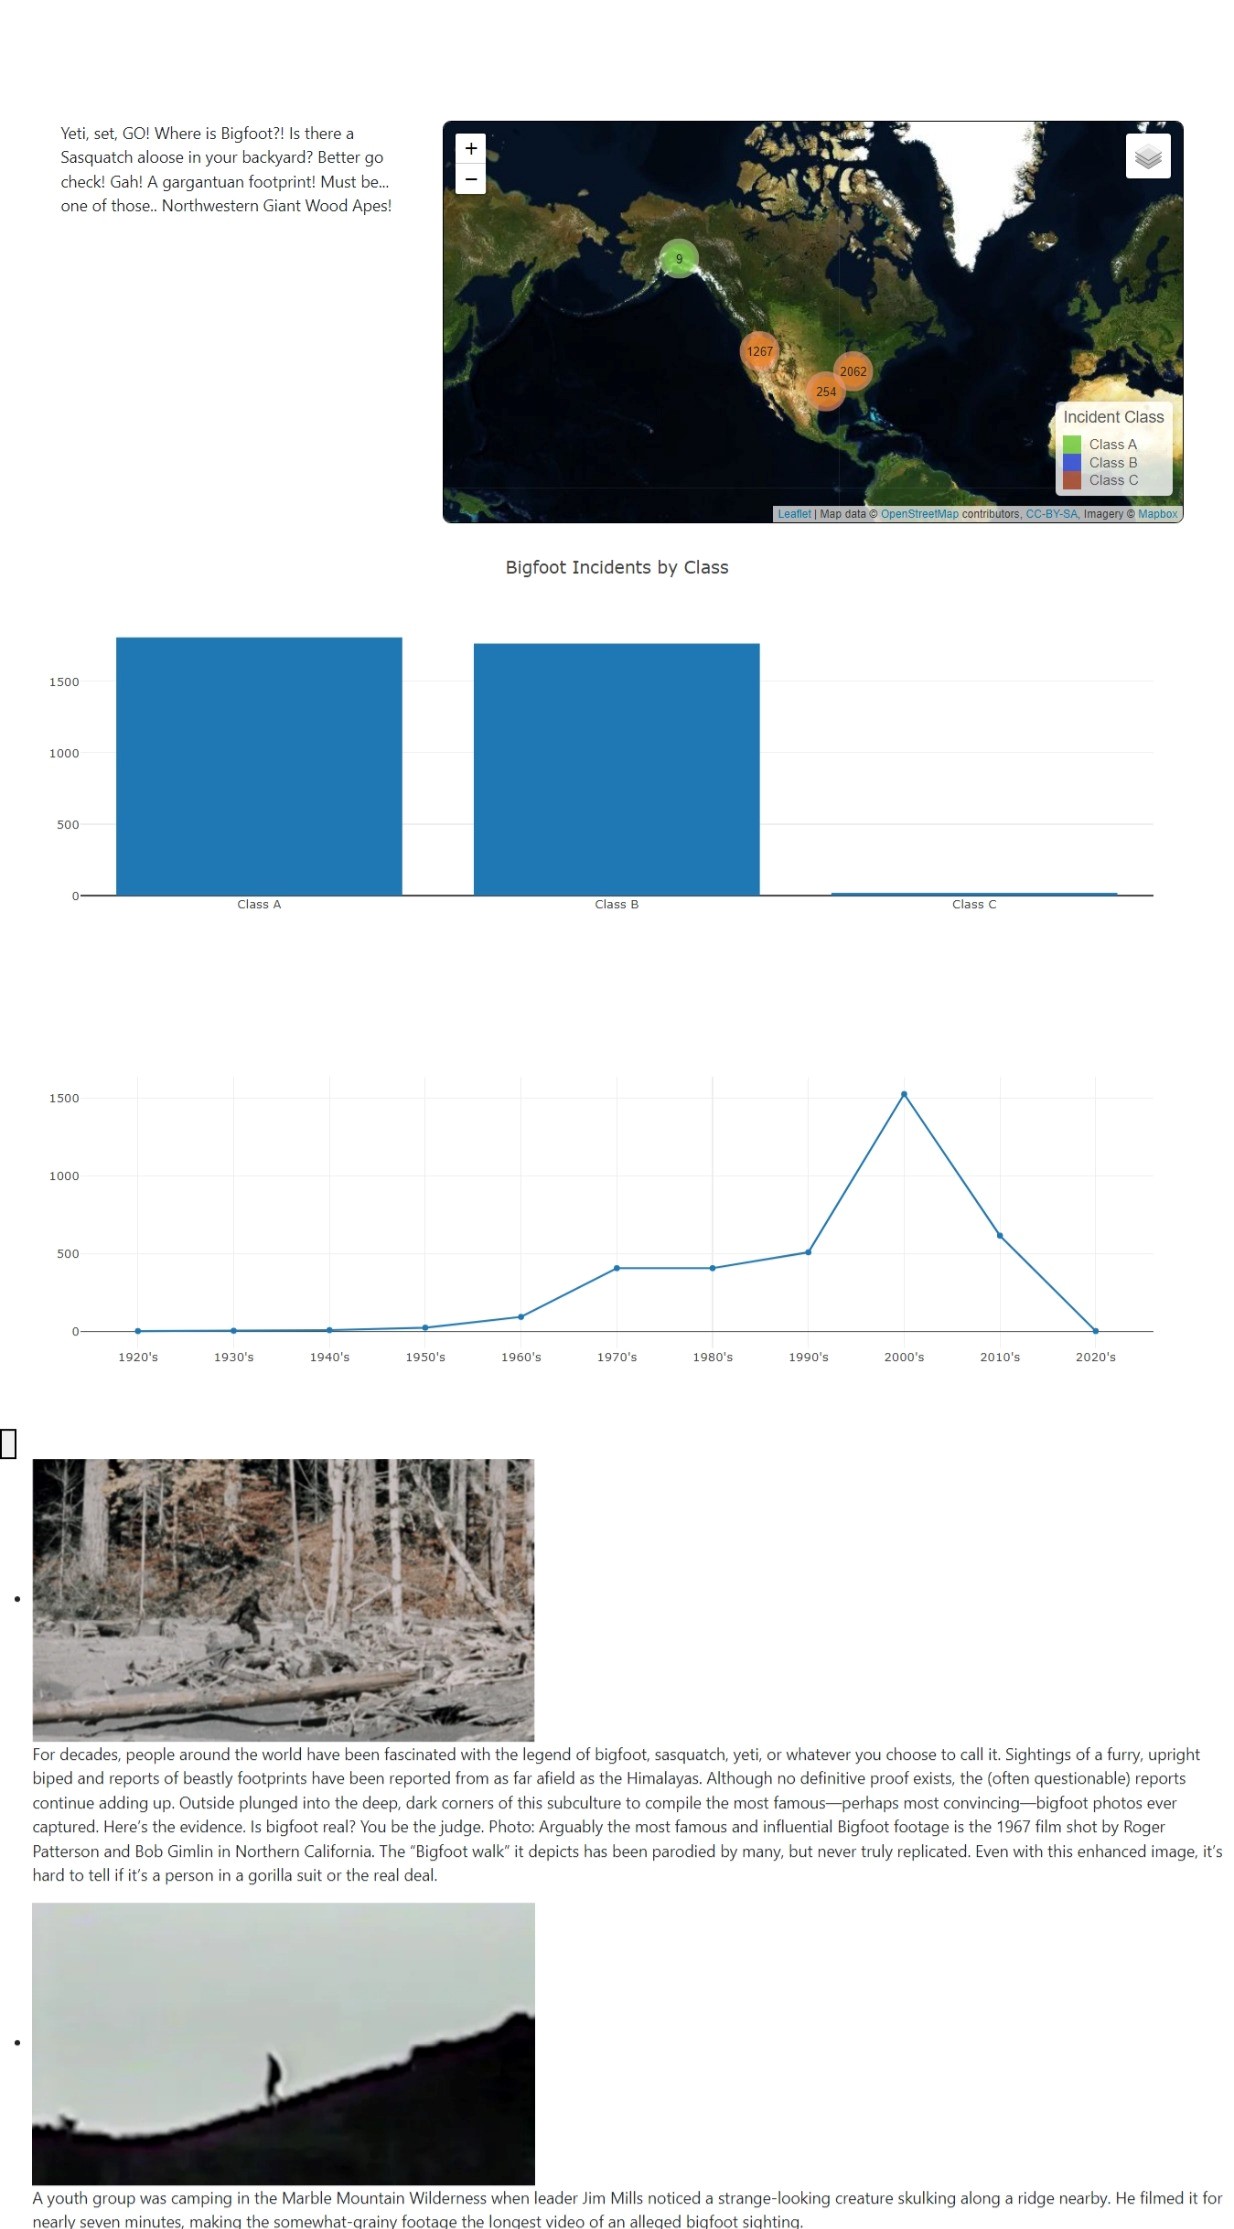 Yeti, set, GO! Where is Bigfoot?! Is there a
Sasquatch aloose in your backyard? Better go
check! Gah! A gargantuan footprint! Must be...
one of those.. Northwestern Giant Wood Apes!
+
−
9
1267
2062
254
Incident Class
Class A
Class B
Class C
Leaflet | Map data © OpenStreetMap contributors, CC-BY-SA, Imagery © Mapbox
Bigfoot Incidents by Class
1500
1000
500
0
Class A Class B Class C
1500
1000
500
0
1920's 1930's 1940's 1950's 1960's 1970's 1980's 1990's 2000's 2010's 2020's
For decades, people around the world have been fascinated with the legend of bigfoot, sasquatch, yeti, or whatever you choose to call it. Sightings of a furry, upright
biped and reports of beastly footprints have been reported from as far afield as the Himalayas. Although no definitive proof exists, the (often questionable) reports
continue adding up. Outside plunged into the deep, dark corners of this subculture to compile the most famous—perhaps most convincing—bigfoot photos ever
captured. Here’s the evidence. Is bigfoot real? You be the judge. Photo: Arguably the most famous and influential Bigfoot footage is the 1967 film shot by Roger
Patterson and Bob Gimlin in Northern California. The “Bigfoot walk” it depicts has been parodied by many, but never truly replicated. Even with this enhanced image, it’s
hard to tell if it’s a person in a gorilla suit or the real deal.
A youth group was camping in the Marble Mountain Wilderness when leader Jim Mills noticed a strange-looking creature skulking along a ridge nearby. He filmed it for
nearly seven minutes, making the somewhat-grainy footage the longest video of an alleged bigfoot sighting.